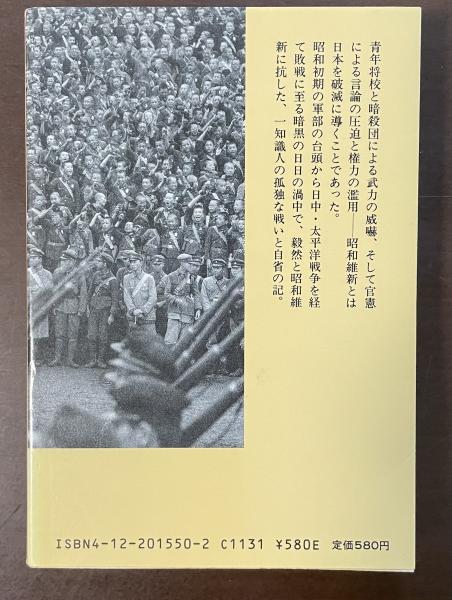 青年将校と暗殺団による武力の威嚇、そして官憲
による言論の圧迫と権力の濫用――昭和維新とは
日本を破滅に導くことであった。
昭和初期の軍部の台頭から日中・太平洋戦争を経
て敗戦に至る暗黒の日日の渦中で、毅然と昭和維
新に抗した、一知識人の孤独な戦いと自省の記。
ISBN4-12-201550-2 C1131 ¥580E 定価580円